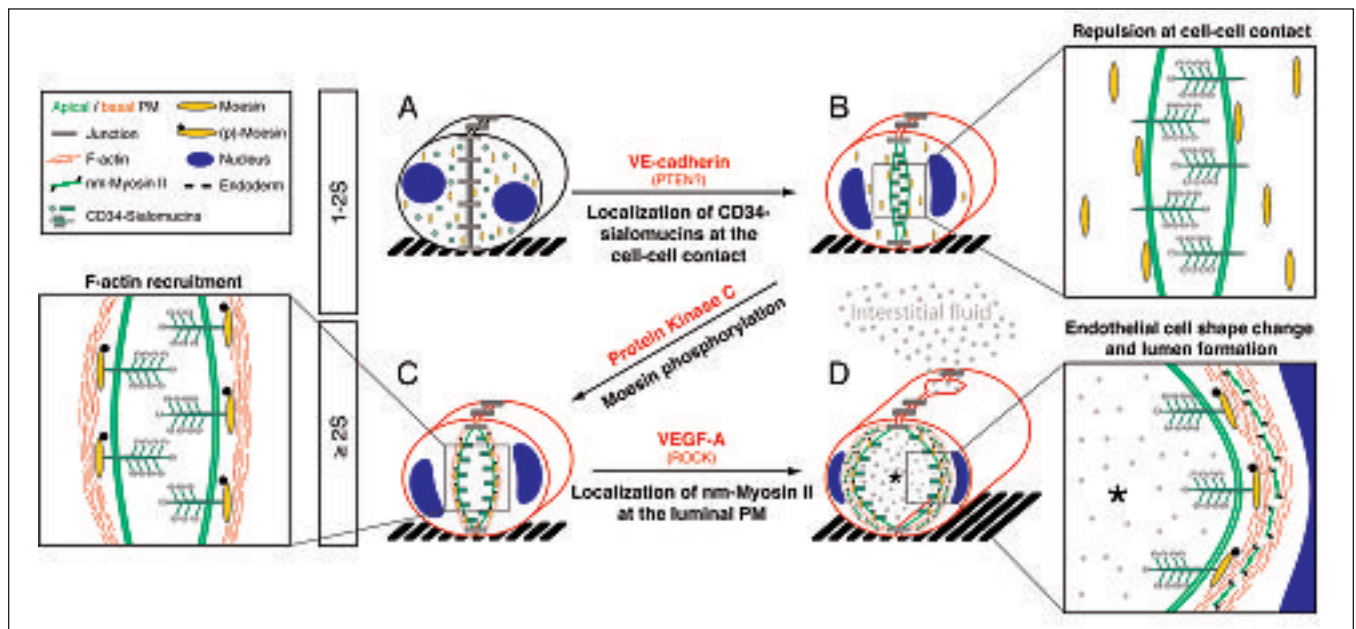 Repulsion at cell-cell contact
Apical / basal PM
Junction
F-actin
nm-Myosin II
CD34-Sialomucins
Moesin
(p)-Moesin
Nucleus
Endoderm
1-2S
A
VE-cadherin
(PTEN?)
Localization of CD34-
sialomucins at the
cell-cell contact
B
F-actin recruitment
≥ 2S
Protein Kinase C
Moesin phosphorylation
Interstitial fluid
Endothelial cell shape change
and lumen formation
C
VEGF-A
(ROCK)
Localization of nm-Myosin II
at the luminal PM
D
*
*